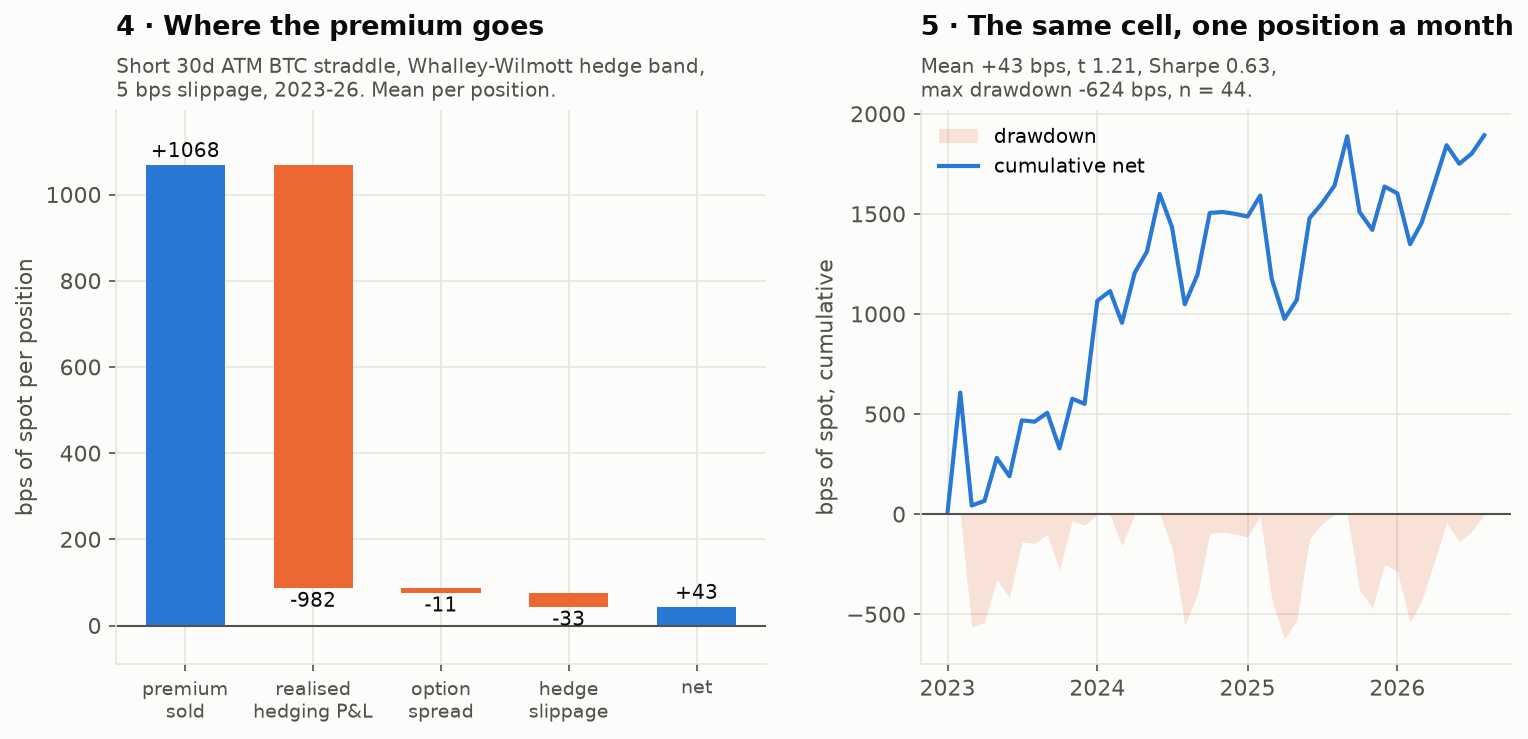 4 · Where the premium goes
Short 30d ATM BTC straddle, Whalley-Wilmott hedge band,
5 bps slippage, 2023-26. Mean per position.
bps of spot per position
1000
800
600
400
200
0
+1068
-982
-11
-33
+43
premium
sold
realised
hedging P&L
option
spread
hedge
slippage
net
5 · The same cell, one position a month
Mean +43 bps, t 1.21, Sharpe 0.63,
max drawdown -624 bps, n = 44.
bps of spot, cumulative
2000
1500
1000
500
0
−500
drawdown
cumulative net
2023
2024
2025
2026